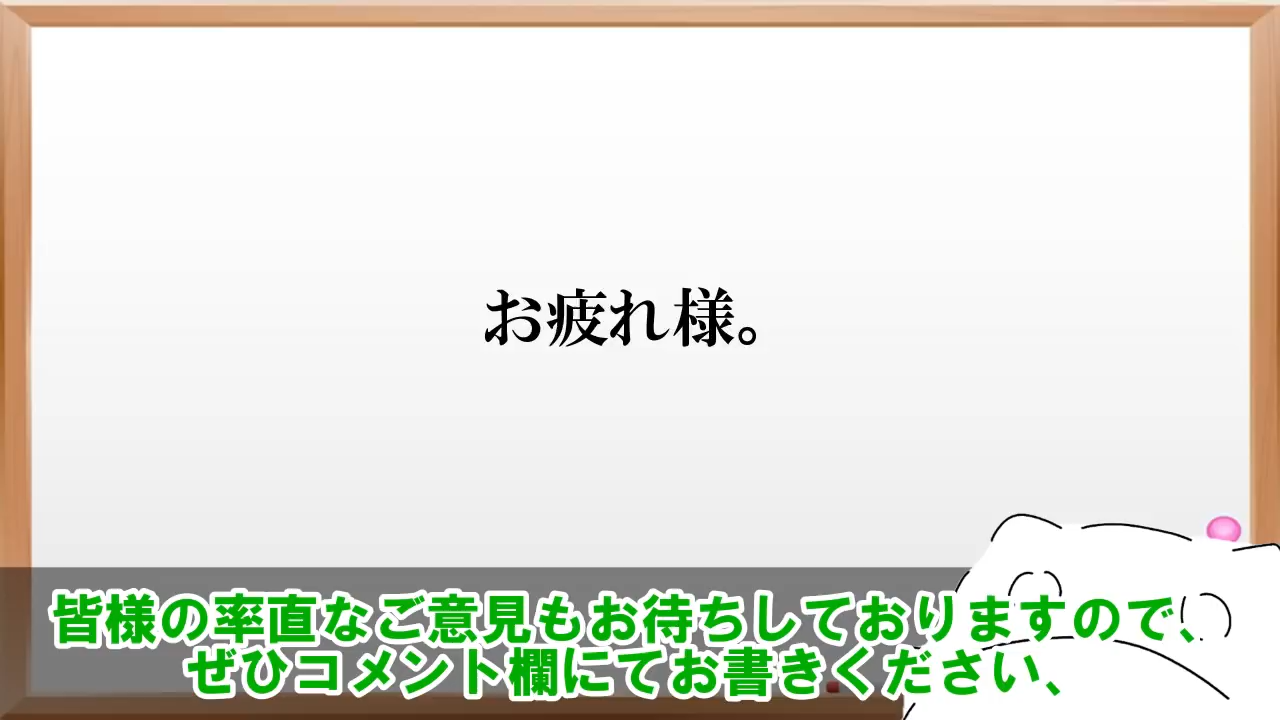 お疲れ様。
皆様の率直なご意見もお待ちしておりますので、
ぜひコメント欄にてお書きください、